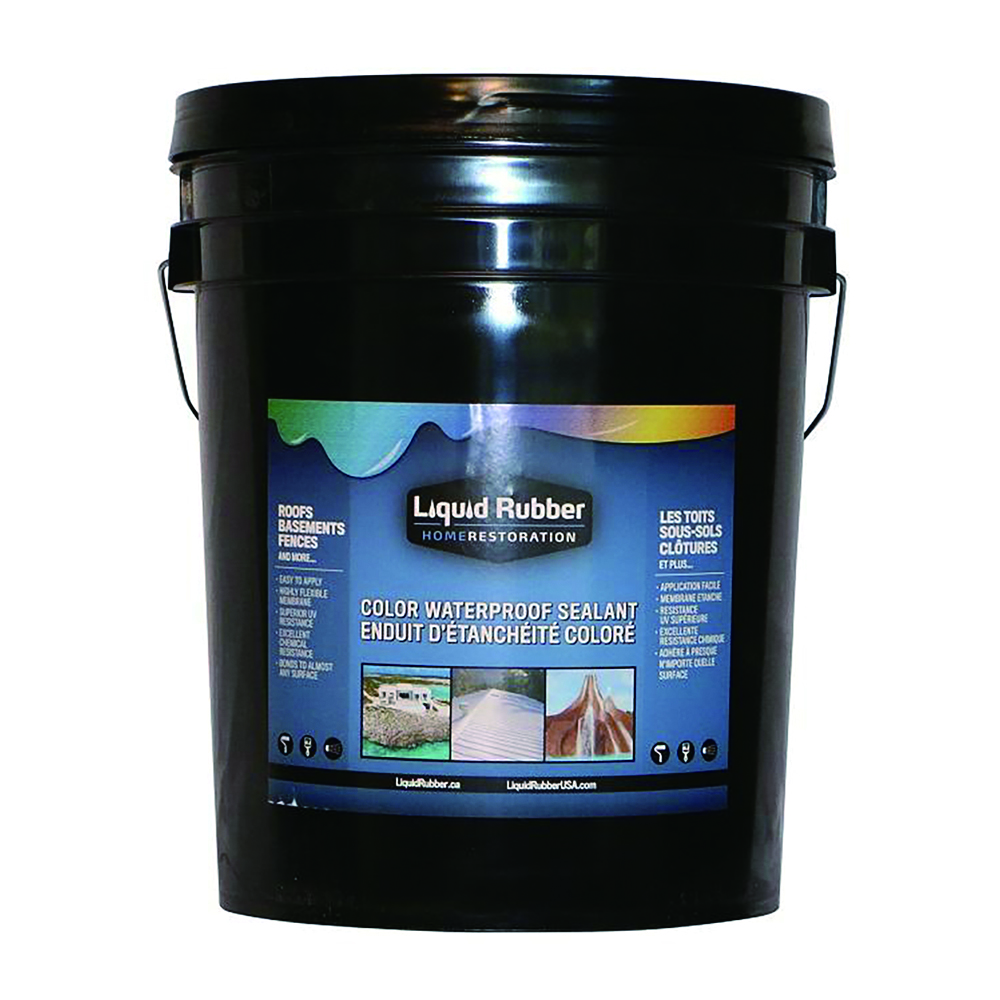 Liquid Rubber
HOMERESTORATION
ROOFS
BASEMENTS
FENCES
AND MORE...
• EASY TO APPLY
• HIGHLY FLEXIBLE
MEMBRANE
• SUPERIOR UV
RESISTANCE
• EXCELLENT
CHEMICAL
RESISTANCE
• BONDS TO ALMOST
ANY SURFACE
COLOR WATERPROOF SEALANT
ENDUIT D'ÉTANCHÉITÉ COLORÉ
LES TOITS
SOUS-SOLS
CLÔTURES
ET PLUS...
• APPLICATION FACILE
• MEMBRANE ÉTANCHE
• RESISTANCE
UV SUPÉRIEURE
• EXCELLENTE
RESISTANCE CHIMIQUE
• ADHÈRE À PRESQUE
N'IMPORTE QUELLE
SURFACE
LiquidRubber.ca
LiquidRubberUSA.com